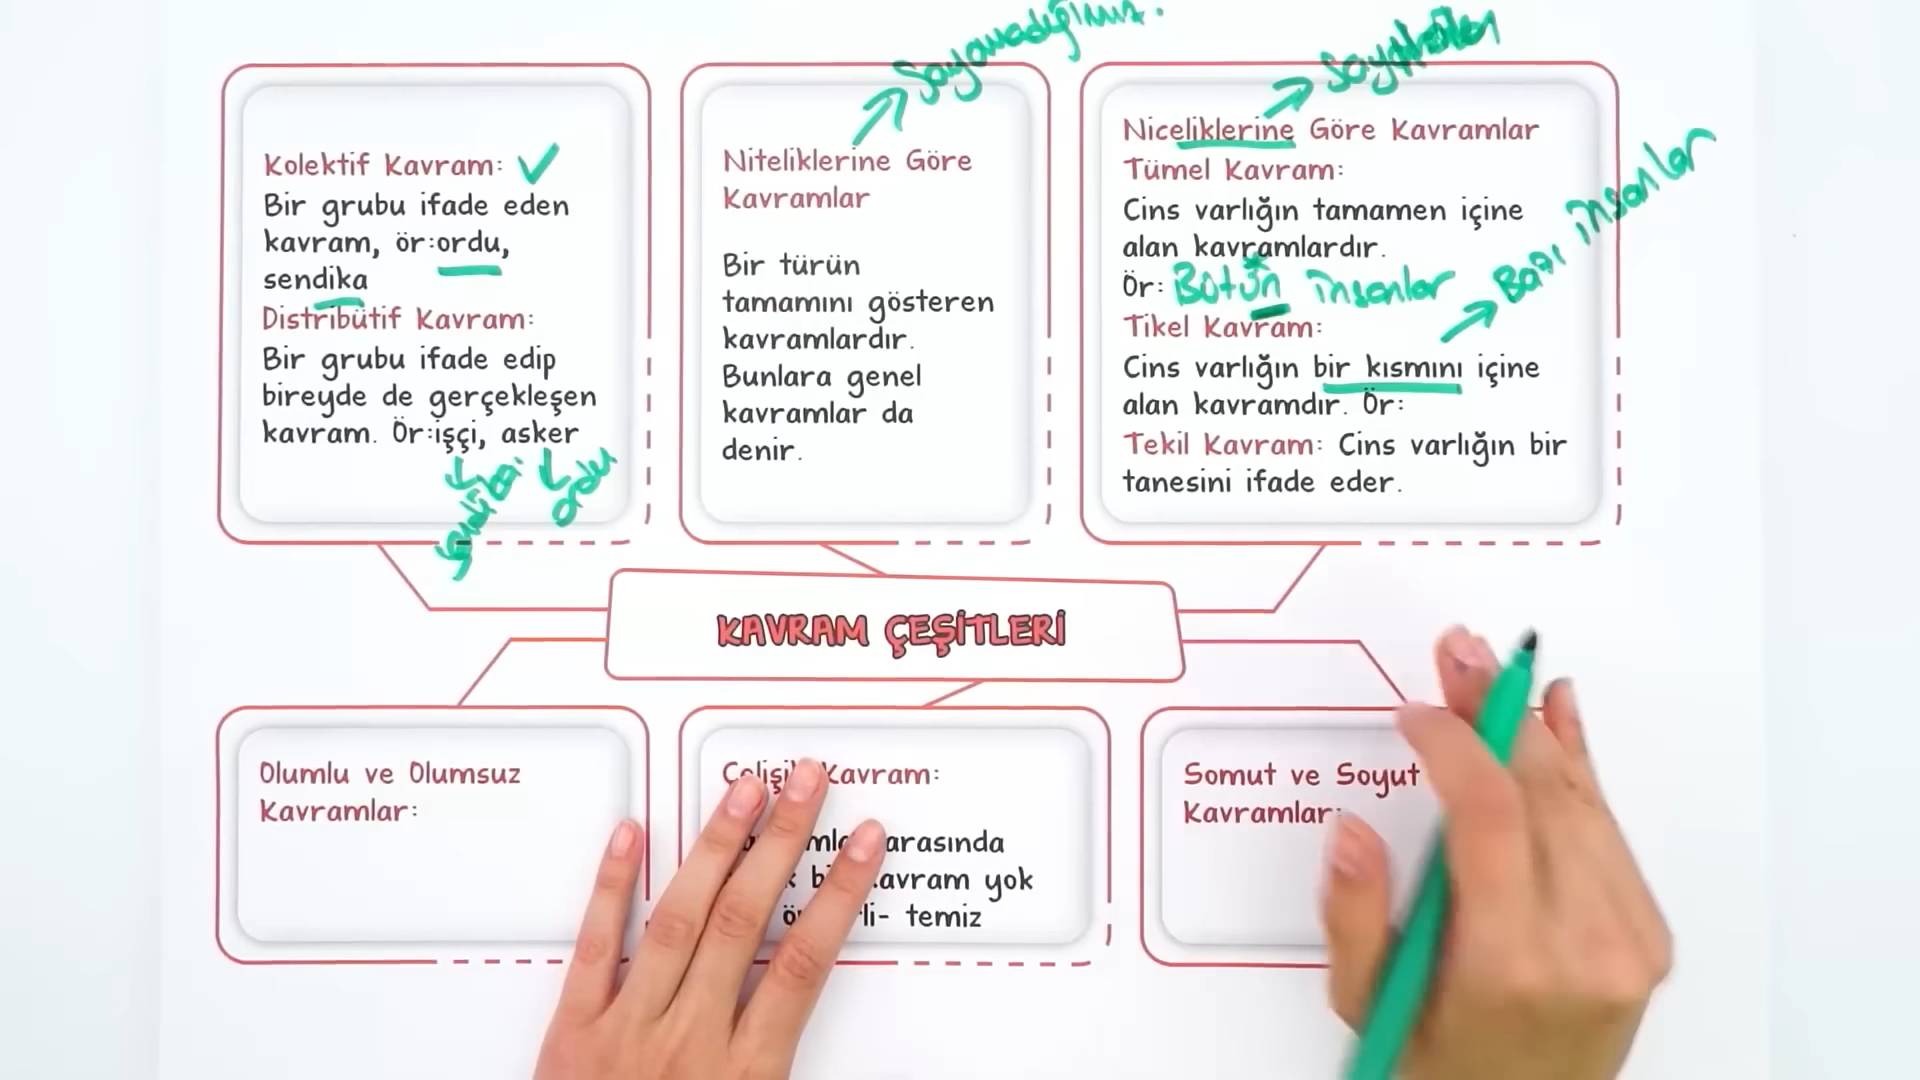 Sayamadığımız.
Sayılabilen
Kolektif Kavram:
Bir grubu ifade eden
kavram, ör:ordu,
sendika
Distribütif Kavram:
Bir grubu ifade edip
bireyde de gerçekleşen
kavram. Ör:işçi, asker
ordu
Niteliklerine Göre
Kavramlar
Bir türün
tamamını gösteren
kavramlardır.
Bunlara genel
kavramlar da
denir.
Niceliklerine Göre Kavramlar
Tümel Kavram:
Cins varlığın tamamen içine
alan kavramlardır.
Ör: Bütün insanlar
Bazı insanlar
Tikel Kavram:
Cins varlığın bir kısmını içine
alan kavramdır. Ör:
Tekil Kavram: Cins varlığın bir
tanesini ifade eder.
KAVRAM ÇEŞİTLERİ
Olumlu ve Olumsuz
Kavramlar:
Kavram:
arasında
yok
temiz
Somut ve Soyut
Kavramlar: